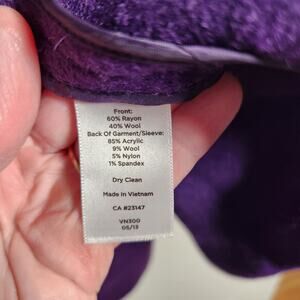 Front:
60% Rayon
40% Wool
Back Of Garment/Sleeve:
85% Acrylic
9% Wool
5% Nylon
1% Spandex
Dry Clean
Made in Vietnam
CA #23147
VN300
05/13